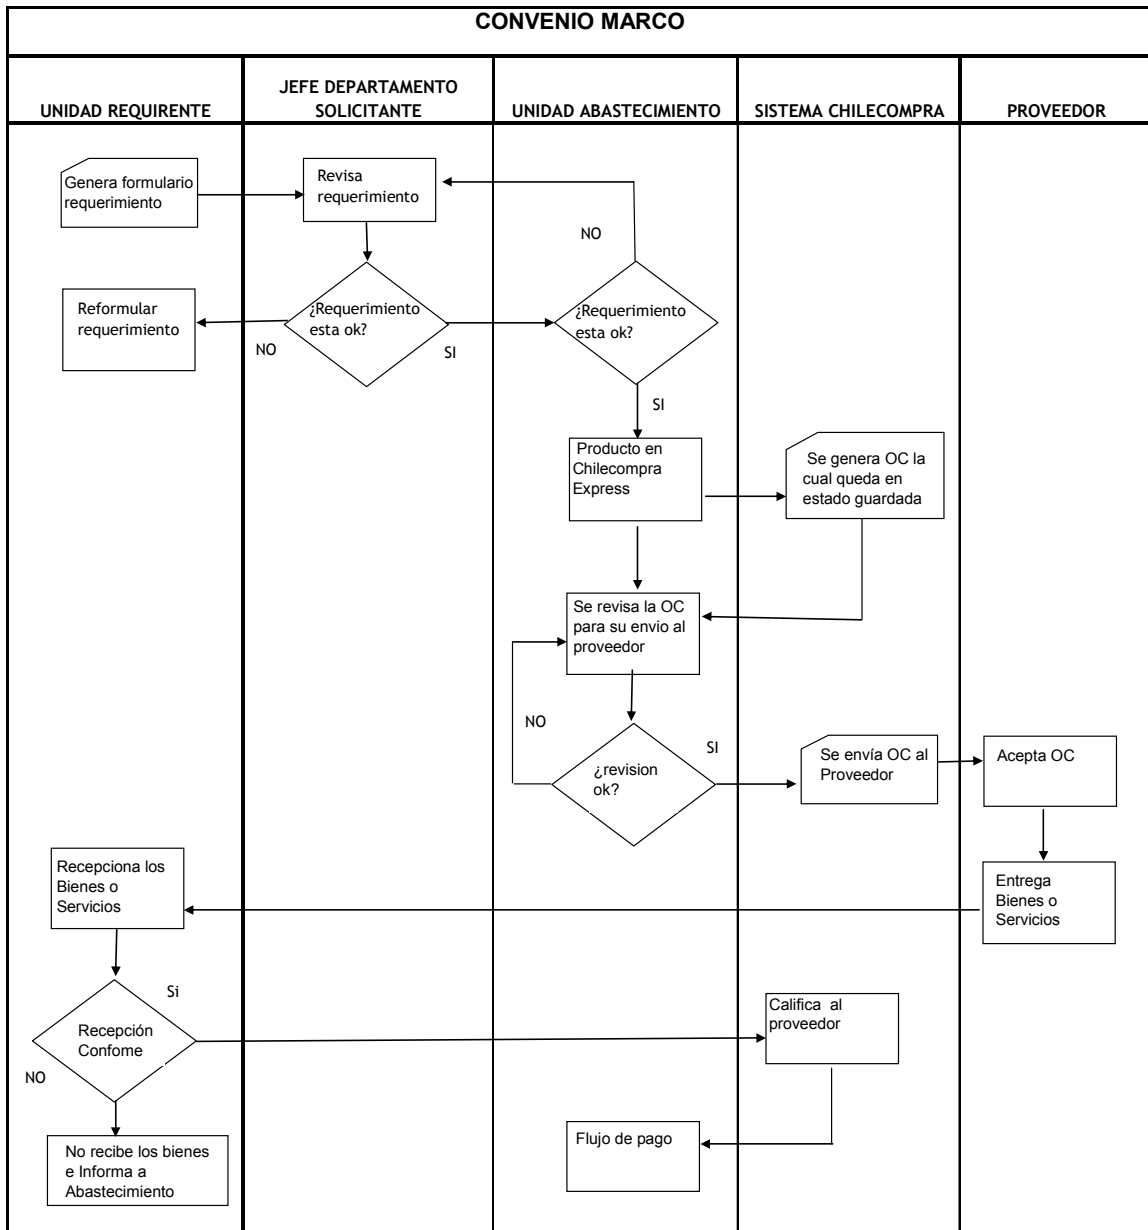 CONVENIO MARCO
UNIDAD REQUIRENTE
JEFE DEPARTAMENTO
SOLICITANTE
UNIDAD ABASTECIMIENTO
SISTEMA CHILECOMPRA
PROVEEDOR
Genera formulario
requerimiento
Revisa
requerimiento
NO
Reformular
requerimiento
¿Requerimiento
esta ok?
NO
SI
¿Requerimiento
esta ok?
SI
Producto en
Chilecompra
Express
Se genera OC la
cual queda en
estado guardada
Se revisa la OC
para su envio al
proveedor
NO
SI
¿revision
ok?
Se envía OC al
Proveedor
Acepta OC
Recepciona los
Bienes o
Servicios
Entrega
Bienes o
Servicios
Si
Recepción
Confome
NO
Califica al
proveedor
No recibe los bienes
e Informa a
Abastecimiento
Flujo de pago